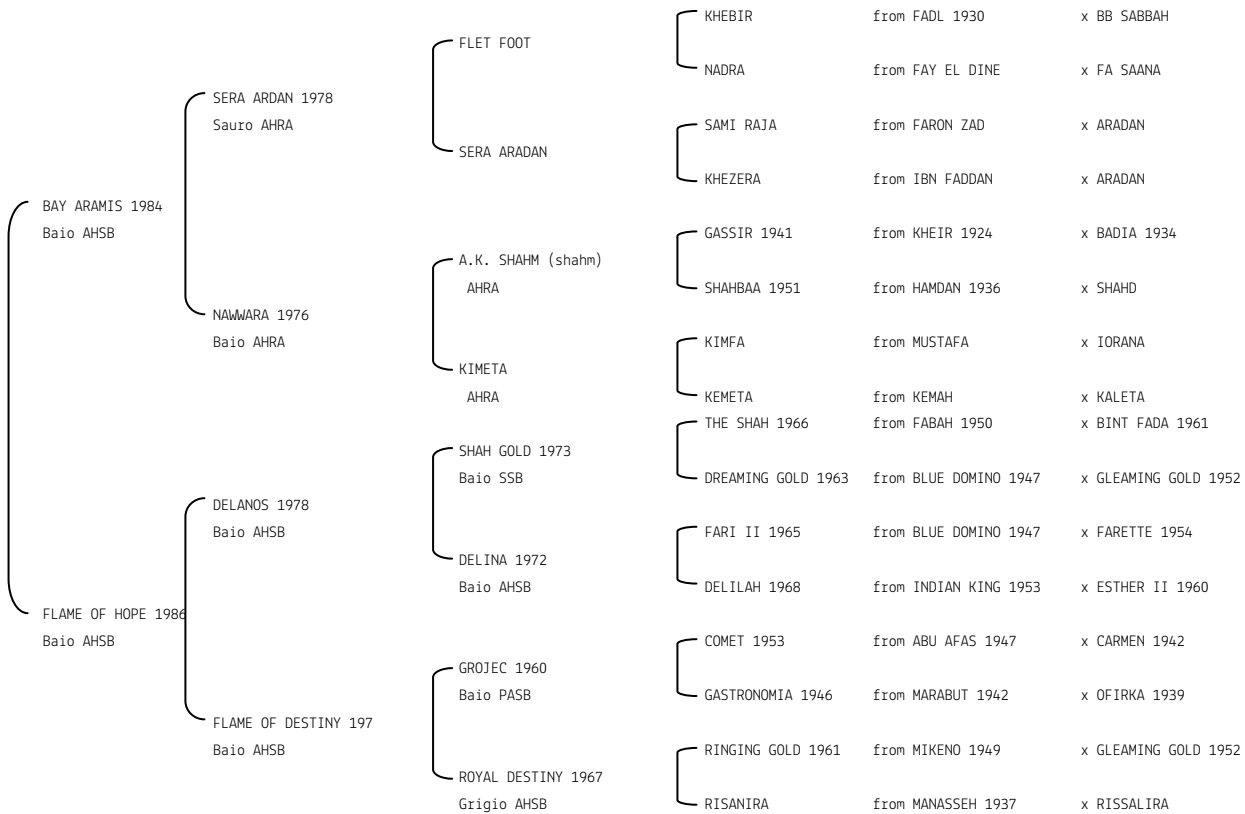 KHEBIR from FADL 1930 x BB SABBAH
FLET FOOT
NADRA from FAY EL DINE x FA SAANA
SERA ARDAN 1978
Sauro AHRA
SAMI RAJA from FARON ZAD x ARADAN
SERA ARADAN
KHEZERA from IBN FADDAN x ARADAN
BAY ARAMIS 1984
Baio AHSB
GASSIR 1941 from KHEIR 1924 x BADIA 1934
A.K. SHAHM (shahm)
AHRA
SHAHBAA 1951 from HAMDAN 1936 x SHAHD
NAWWARA 1976
Baio AHRA
KIMFA from MUSTAFA x IORANA
KIMETA
AHRA
KEMETA from KEMAH x KALETA
THE SHAH 1966 from FABAH 1950 x BINT FADA 1961
SHAH GOLD 1973
Baio SSB
DREAMING GOLD 1963 from BLUE DOMINO 1947 x GLEAMING GOLD 1952
DELANOS 1978
Baio AHSB
FARI II 1965 from BLUE DOMINO 1947 x FARETTE 1954
DELINA 1972
Baio AHSB
DELILAH 1968 from INDIAN KING 1953 x ESTHER II 1960
FLAME OF HOPE 1986
Baio AHSB
COMET 1953 from ABU AFAS 1947 x CARMEN 1942
GROJEC 1960
Baio PASB
GASTRONOMIA 1946 from MARABUT 1942 x OFIRKA 1939
FLAME OF DESTINY 197
Baio AHSB
RINGING GOLD 1961 from MIKENO 1949 x GLEAMING GOLD 1952
ROYAL DESTINY 1967
Grigio AHSB
RISANIRA from MANASSEH 1937 x RISSALIRA